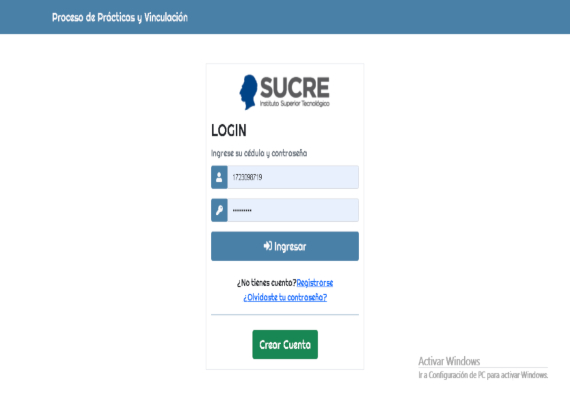 Proceso de Prácticas y Vinculación
SUCRE
Instituto Superior Tecnológico
LOGIN
Ingrese su cédula y contraseña
1723098719
•••••••••
Ingresar
¿No tienes cuenta?Registrarse
¿Olvidaste tu contraseña?
Crear Cuenta
Activar Windows
Ir a Configuración de PC para activar Windows.